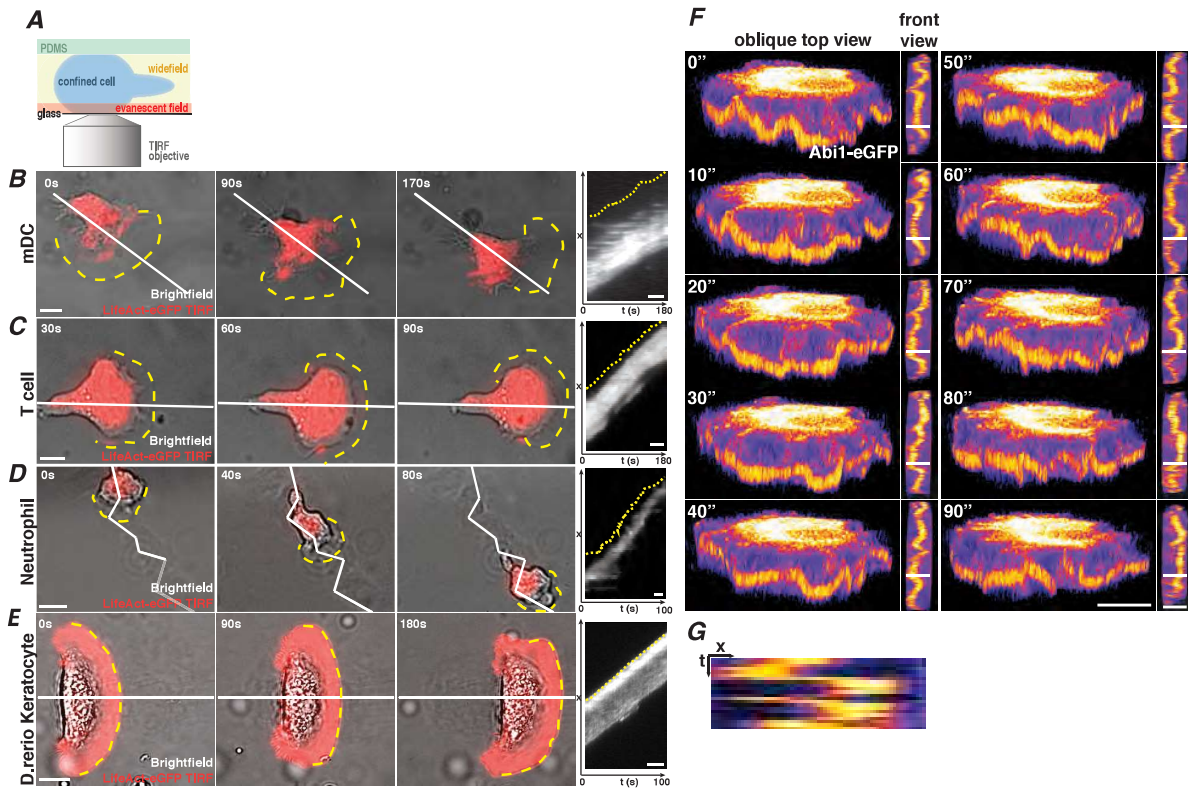 A
PDMS
confined cell
widefield
evanescent field
glass
TIRF
objective
B
mDC
0s
90s
170s
Brightfield
LifeAct-eGFP TIRF
x
0 t (s) 180
C
T cell
30s
60s
90s
Brightfield
LifeAct-eGFP TIRF
x
0 t (s) 180
D
Neutrophil
0s
40s
80s
Brightfield
LifeAct-eGFP TIRF
x
0 t (s) 100
E
D.rerio Keratocyte
0s
90s
180s
Brightfield
LifeAct-eGFP TIRF
x
0 t (s) 100
F
oblique top view
front
view
0''
Abi1-eGFP
10''
20''
30''
40''
50''
60''
70''
80''
90''
G
x
t